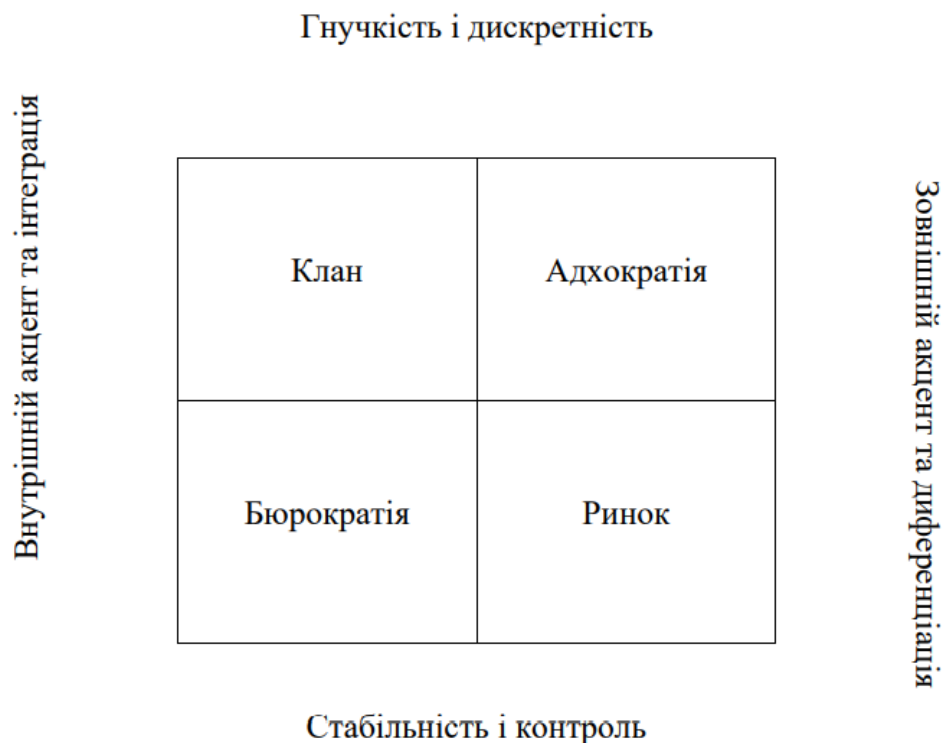 Гнучкість і дискретність
Внутрішній акцент та інтеграція
Зовнішній акцент та диференціація
Клан
Адхократія
Бюрократія
Ринок
Стабільність і контроль